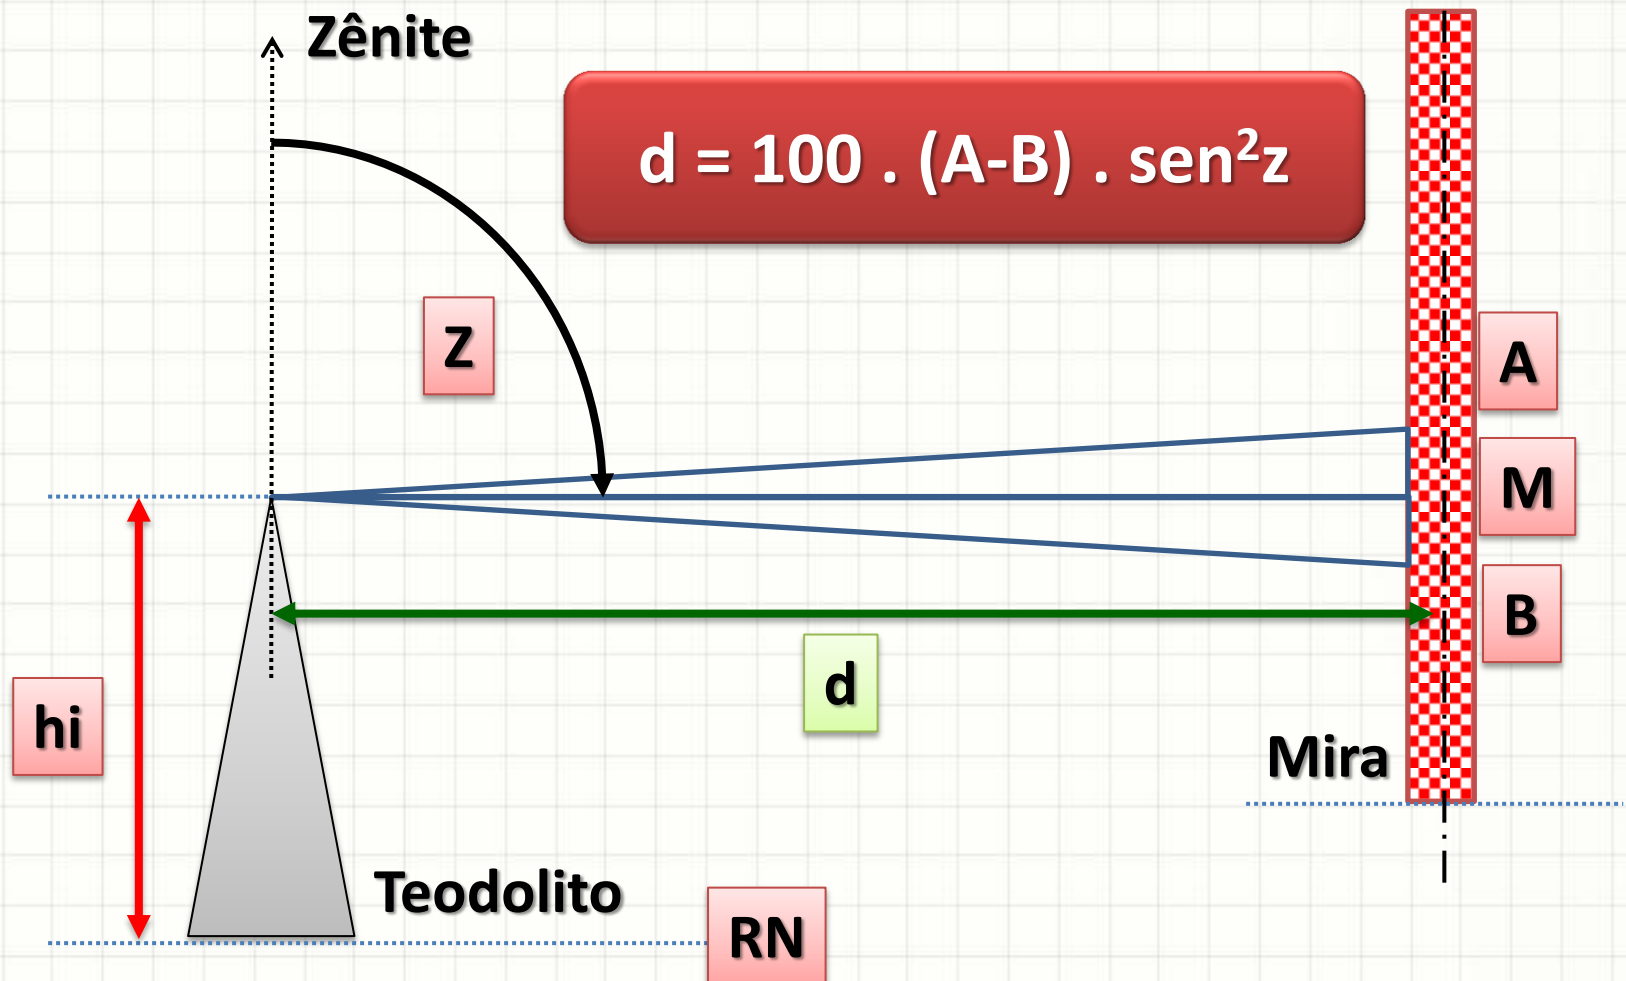 Zênite
d = 100 . (A-B) . sen²z
Z
A
M
B
d
hi
Mira
Teodolito
RN